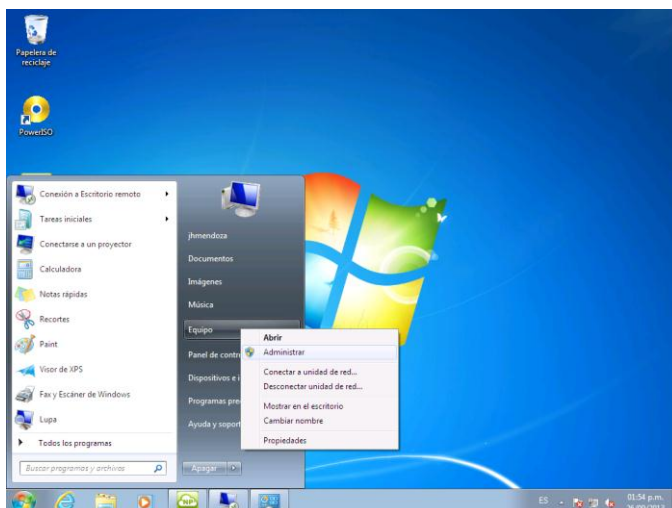 Papelera de
reciclaje
PowerISO
Conexión a Escritorio remoto
Tareas iniciales
Conectarse a un proyector
Calculadora
Notas rápidas
Recortes
Paint
Visor de XPS
Fax y Escáner de Windows
Lupa
Todos los programas
Buscar programas y archivos
jhmendoza
Documentos
Imágenes
Música
Equipo
Panel de contr
Dispositivos e i
Programas pre
Ayuda y soport
Apagar
Abrir
Administrar
Conectar a unidad de red...
Desconectar unidad de red...
Mostrar en el escritorio
Cambiar nombre
Propiedades
NP
ES
01:54 p.m.